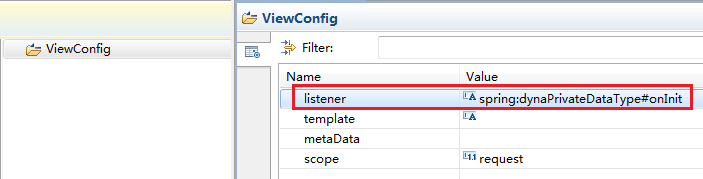 ViewConfig
ViewConfig
Filter:
Name Value
listener spring:dynaPrivateDataType#onInit
template
metaData
scope request